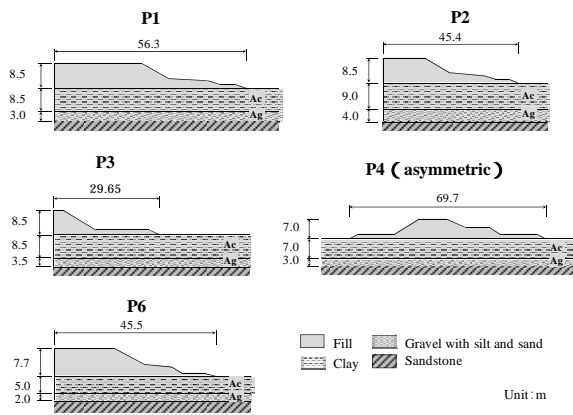 P1
56.3
8.5
8.5
3.0
Ac
Ag
P2
45.4
8.5
9.0
4.0
Ac
Ag
P3
29.65
8.5
8.5
3.5
Ac
Ag
P4 ( asymmetric )
69.7
7.0
7.0
3.0
Ac
Ag
P6
45.5
7.7
5.0
2.0
Ac
Ag
Fill
Gravel with silt and sand
Clay
Sandstone
Unit: m